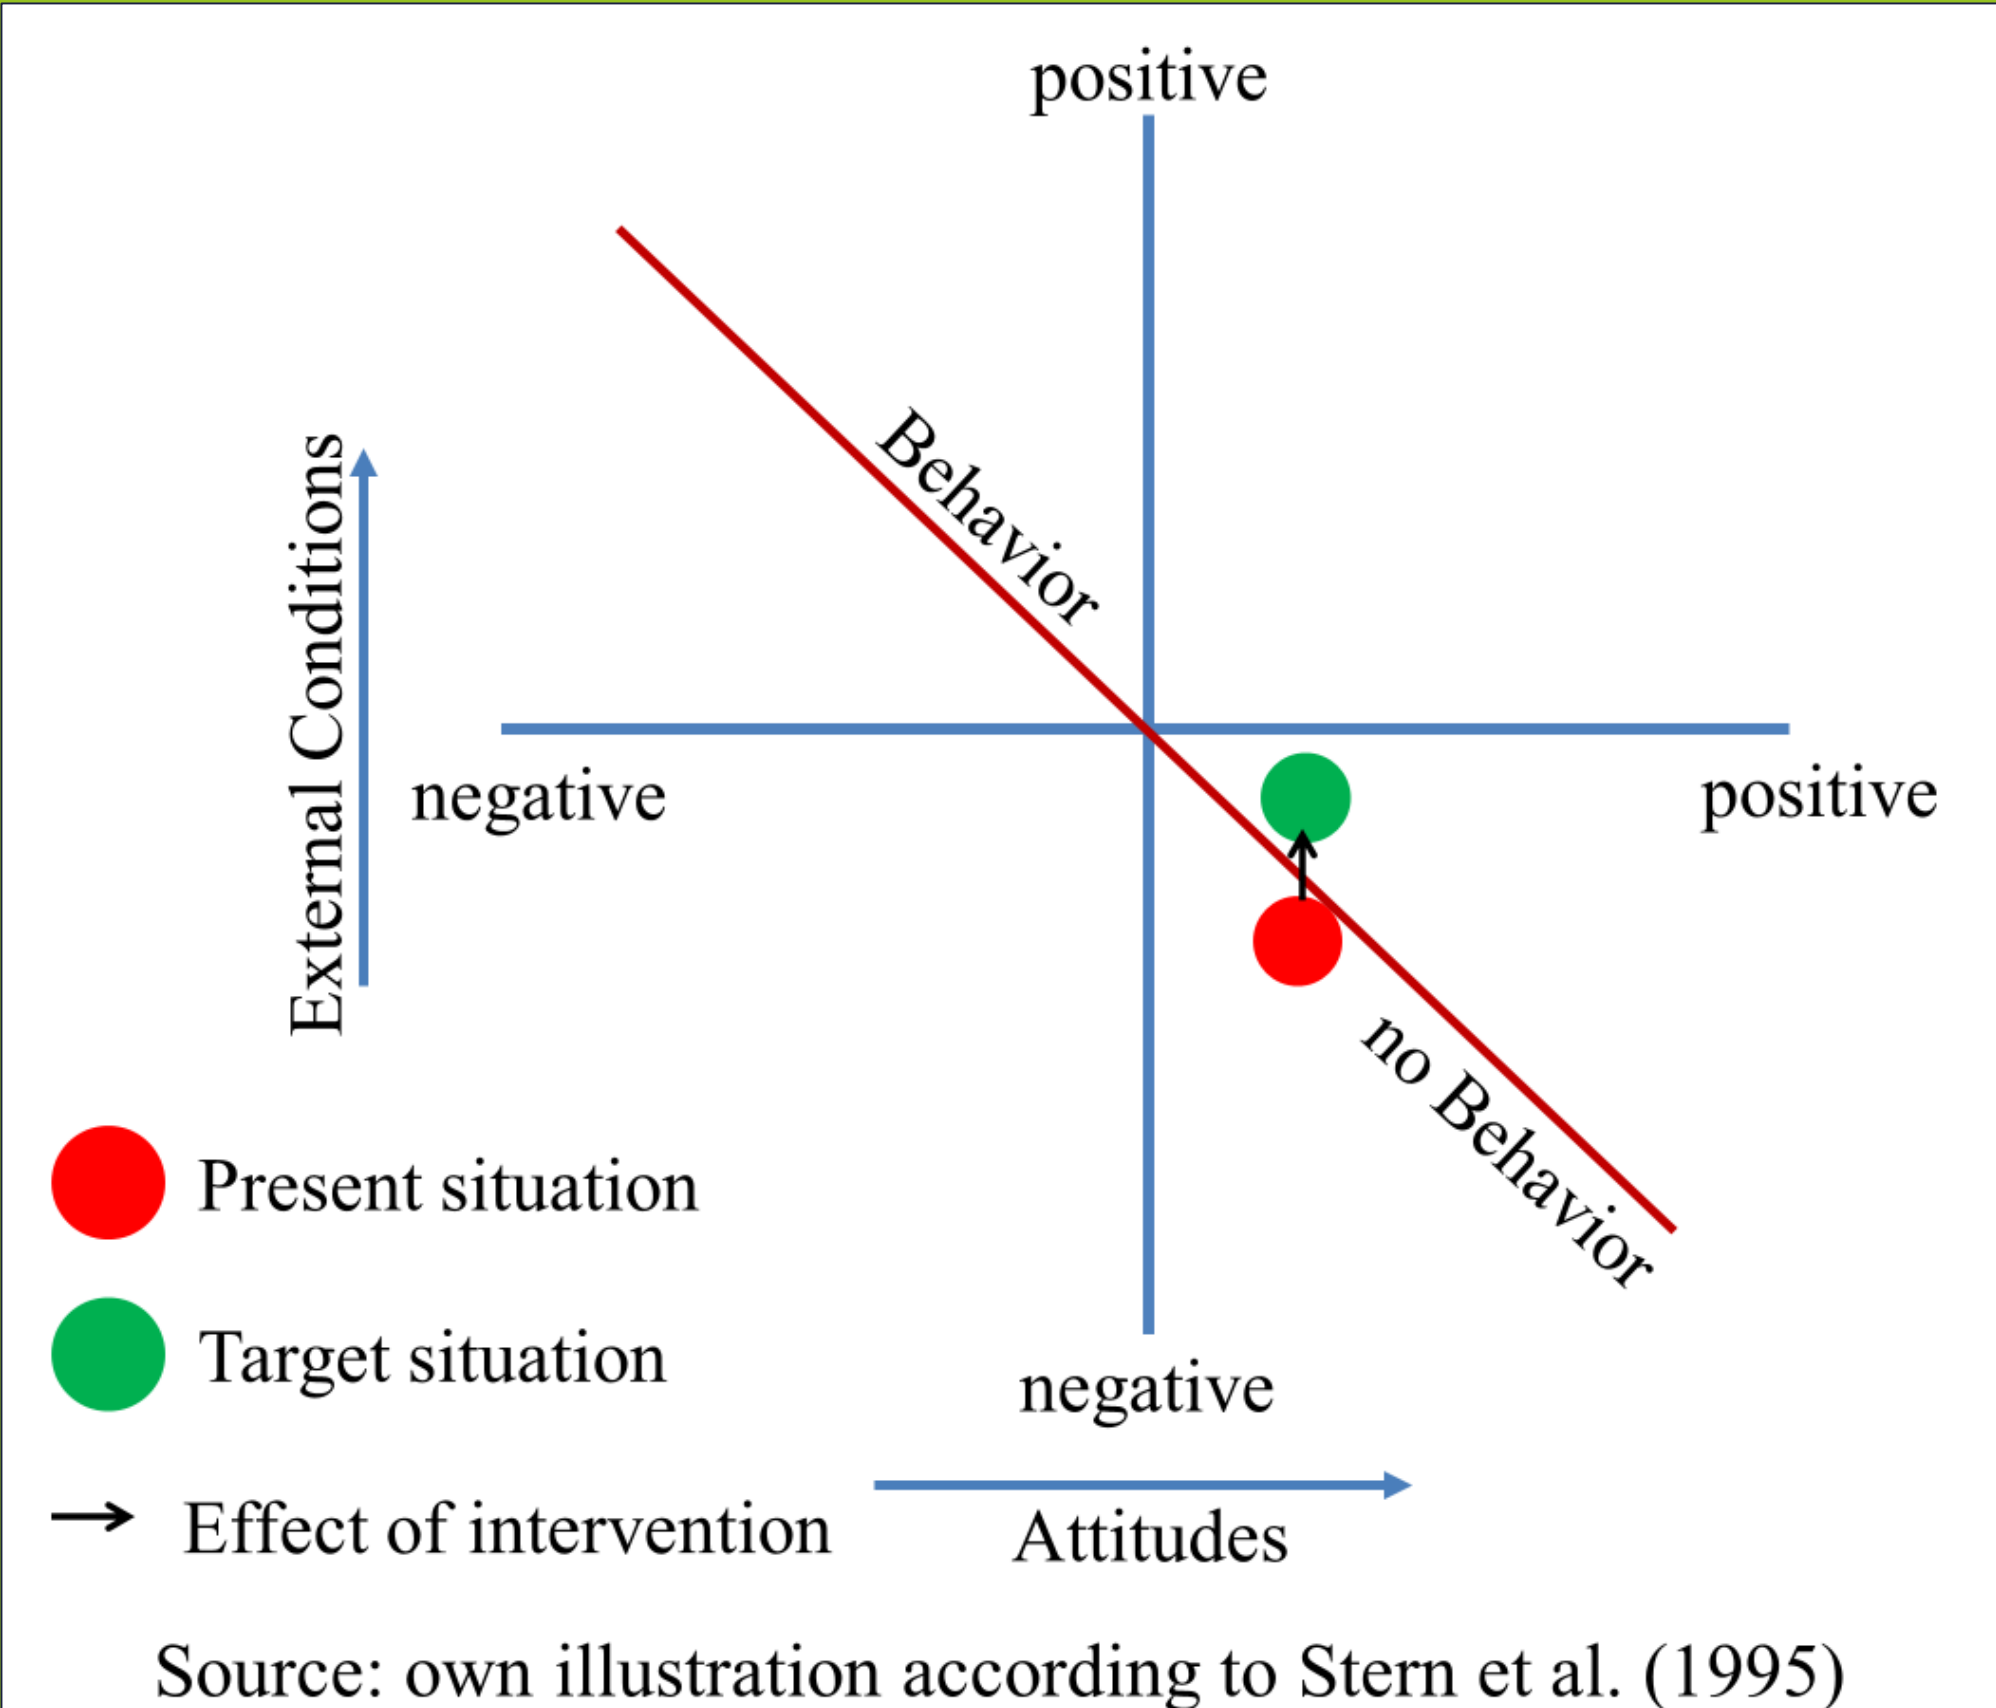 positive
Behavior
External Conditions
negative
positive
no Behavior
Present situation
Target situation
negative
Effect of intervention
Attitudes
Source: own illustration according to Stern et al. (1995)